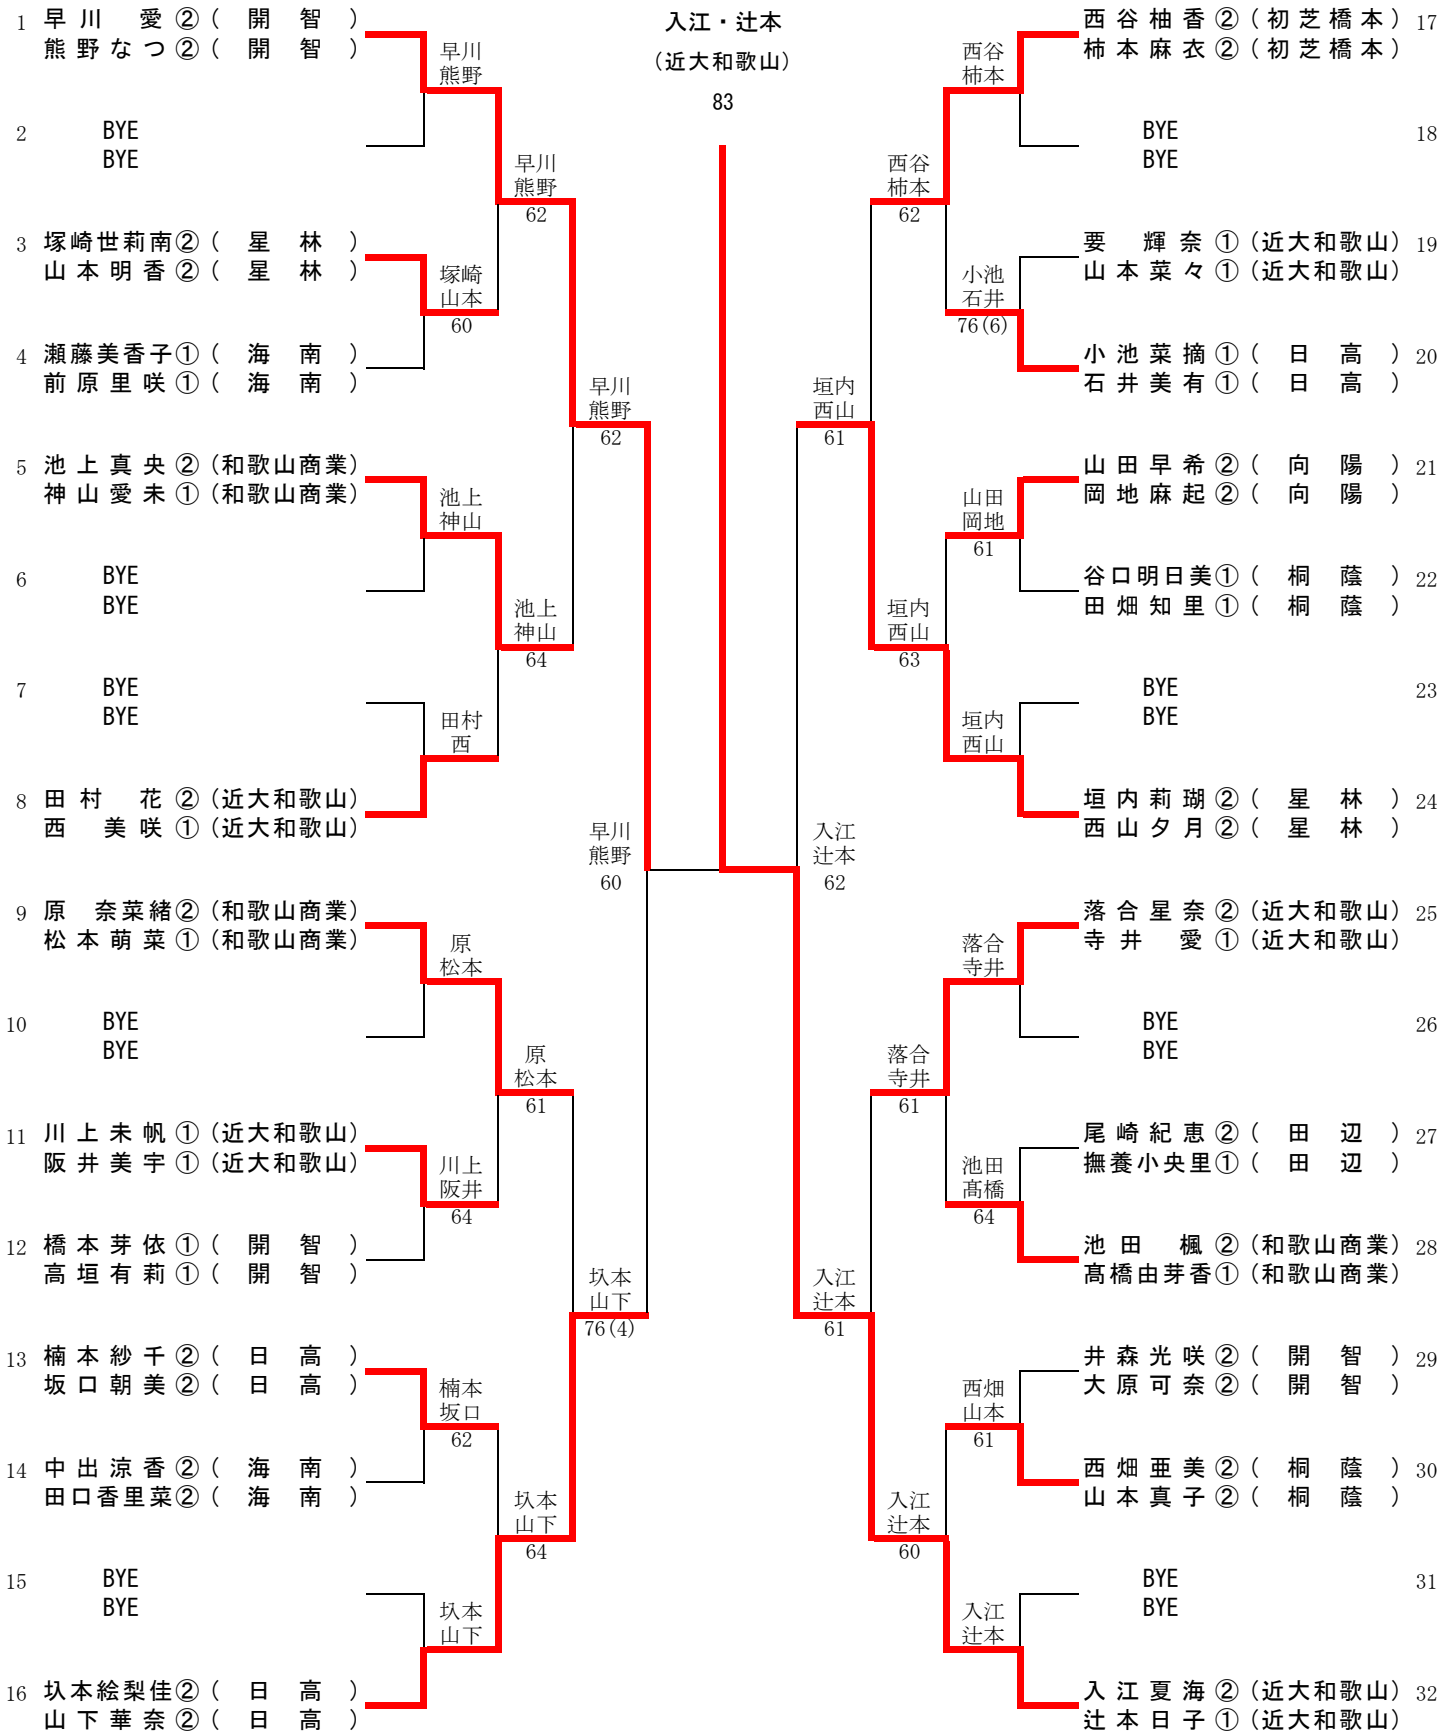 入江・辻本
(近大和歌山)
83
1 早川 愛② ( 開 智 )
熊野なつ② ( 開 智 )
2 BYE
BYE
3 塚崎世莉南② ( 星 林 )
山本明香② ( 星 林 )
4 瀬藤美香子① ( 海 南 )
前原里咲① ( 海 南 )
5 池上真央② (和歌山商業)
神山愛未① (和歌山商業)
6 BYE
BYE
7 BYE
BYE
8 田村 花② (近大和歌山)
西 美咲① (近大和歌山)
9 原 奈菜緒② (和歌山商業)
松本萌菜① (和歌山商業)
10 BYE
BYE
11 川上未帆① (近大和歌山)
阪井美宇① (近大和歌山)
12 橋本芽依① ( 開 智 )
高垣有莉① ( 開 智 )
13 楠本紗千② ( 日 高 )
坂口朝美② ( 日 高 )
14 中出涼香② ( 海 南 )
田口香里菜② ( 海 南 )
15 BYE
BYE
16 圦本絵梨佳② ( 日 高 )
山下華奈② ( 日 高 )
早川
熊野
塚崎
山本
60
池上
神山
田村
西
原
松本
川上
阪井
64
楠本
坂口
62
圦本
山下
早川
熊野
62
池上
神山
64
原
松本
61
圦本
山下
64
早川
熊野
62
圦本
山下
76(4)
早川
熊野
60
入江
辻本
62
垣内
西山
61
入江
辻本
61
西谷
柿本
62
垣内
西山
63
落合
寺井
61
入江
辻本
60
西谷
柿本
小池
石井
76(6)
山田
岡地
61
垣内
西山
落合
寺井
池田
髙橋
64
西畑
山本
61
入江
辻本
西谷柚香② (初芝橋本) 17
柿本麻衣② (初芝橋本)
BYE 18
BYE
要 輝奈① (近大和歌山) 19
山本菜々① (近大和歌山)
小池菜摘① ( 日 高 ) 20
石井美有① ( 日 高 )
山田早希② ( 向 陽 ) 21
岡地麻起② ( 向 陽 )
谷口明日美① ( 桐 蔭 ) 22
田畑知里① ( 桐 蔭 )
BYE 23
BYE
垣内莉瑚② ( 星 林 ) 24
西山夕月② ( 星 林 )
落合星奈② (近大和歌山) 25
寺井 愛① (近大和歌山)
BYE 26
BYE
尾崎紀恵② ( 田 辺 ) 27
撫養小央里① ( 田 辺 )
池田 楓② (和歌山商業) 28
髙橋由芽香① (和歌山商業)
井森光咲② ( 開 智 ) 29
大原可奈② ( 開 智 )
西畑亜美② ( 桐 蔭 ) 30
山本真子② ( 桐 蔭 )
BYE 31
BYE
入江夏海② (近大和歌山) 32
辻本日子① (近大和歌山)